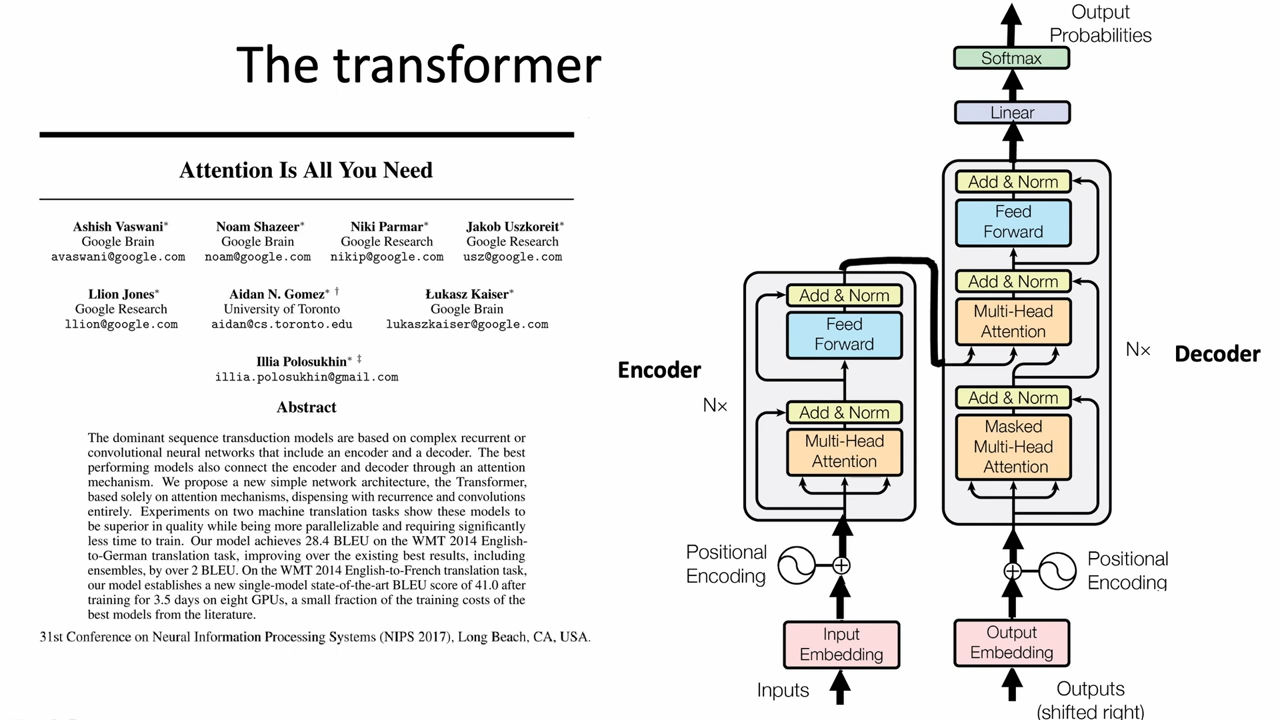 The transformer
Attention Is All You Need
Ashish Vaswani* Noam Shazeer* Niki Parmar* Jakob Uszkoreit*
Google Brain Google Brain Google Research Google Research
avaswani@google.com noam@google.com nikip@google.com usz@google.com
Llion Jones* Aidan N. Gomez* † Łukasz Kaiser*
Google Research University of Toronto Google Brain
llion@google.com aidan@cs.toronto.edu lukaszkaiser@google.com
Illia Polosukhin* ‡
illia.polosukhin@gmail.com
Abstract
The dominant sequence transduction models are based on complex recurrent or
convolutional neural networks that include an encoder and a decoder. The best
performing models also connect the encoder and decoder through an attention
mechanism. We propose a new simple network architecture, the Transformer,
based solely on attention mechanisms, dispensing with recurrence and convolutions
entirely. Experiments on two machine translation tasks show these models to
be superior in quality while being more parallelizable and requiring significantly
less time to train. Our model achieves 28.4 BLEU on the WMT 2014 English-
to-German translation task, improving over the existing best results, including
ensembles, by over 2 BLEU. On the WMT 2014 English-to-French translation task,
our model establishes a new single-model state-of-the-art BLEU score of 41.0 after
training for 3.5 days on eight GPUs, a small fraction of the training costs of the
best models from the literature.
31st Conference on Neural Information Processing Systems (NIPS 2017), Long Beach, CA, USA.
Encoder
N×
Add & Norm
Feed
Forward
Add & Norm
Multi-Head
Attention
Positional
Encoding
Input
Embedding
Inputs
Output
Probabilities
Softmax
Linear
Add & Norm
Feed
Forward
Add & Norm
Multi-Head
Attention
N×
Decoder
Add & Norm
Masked
Multi-Head
Attention
Positional
Encoding
Output
Embedding
Outputs
(shifted right)